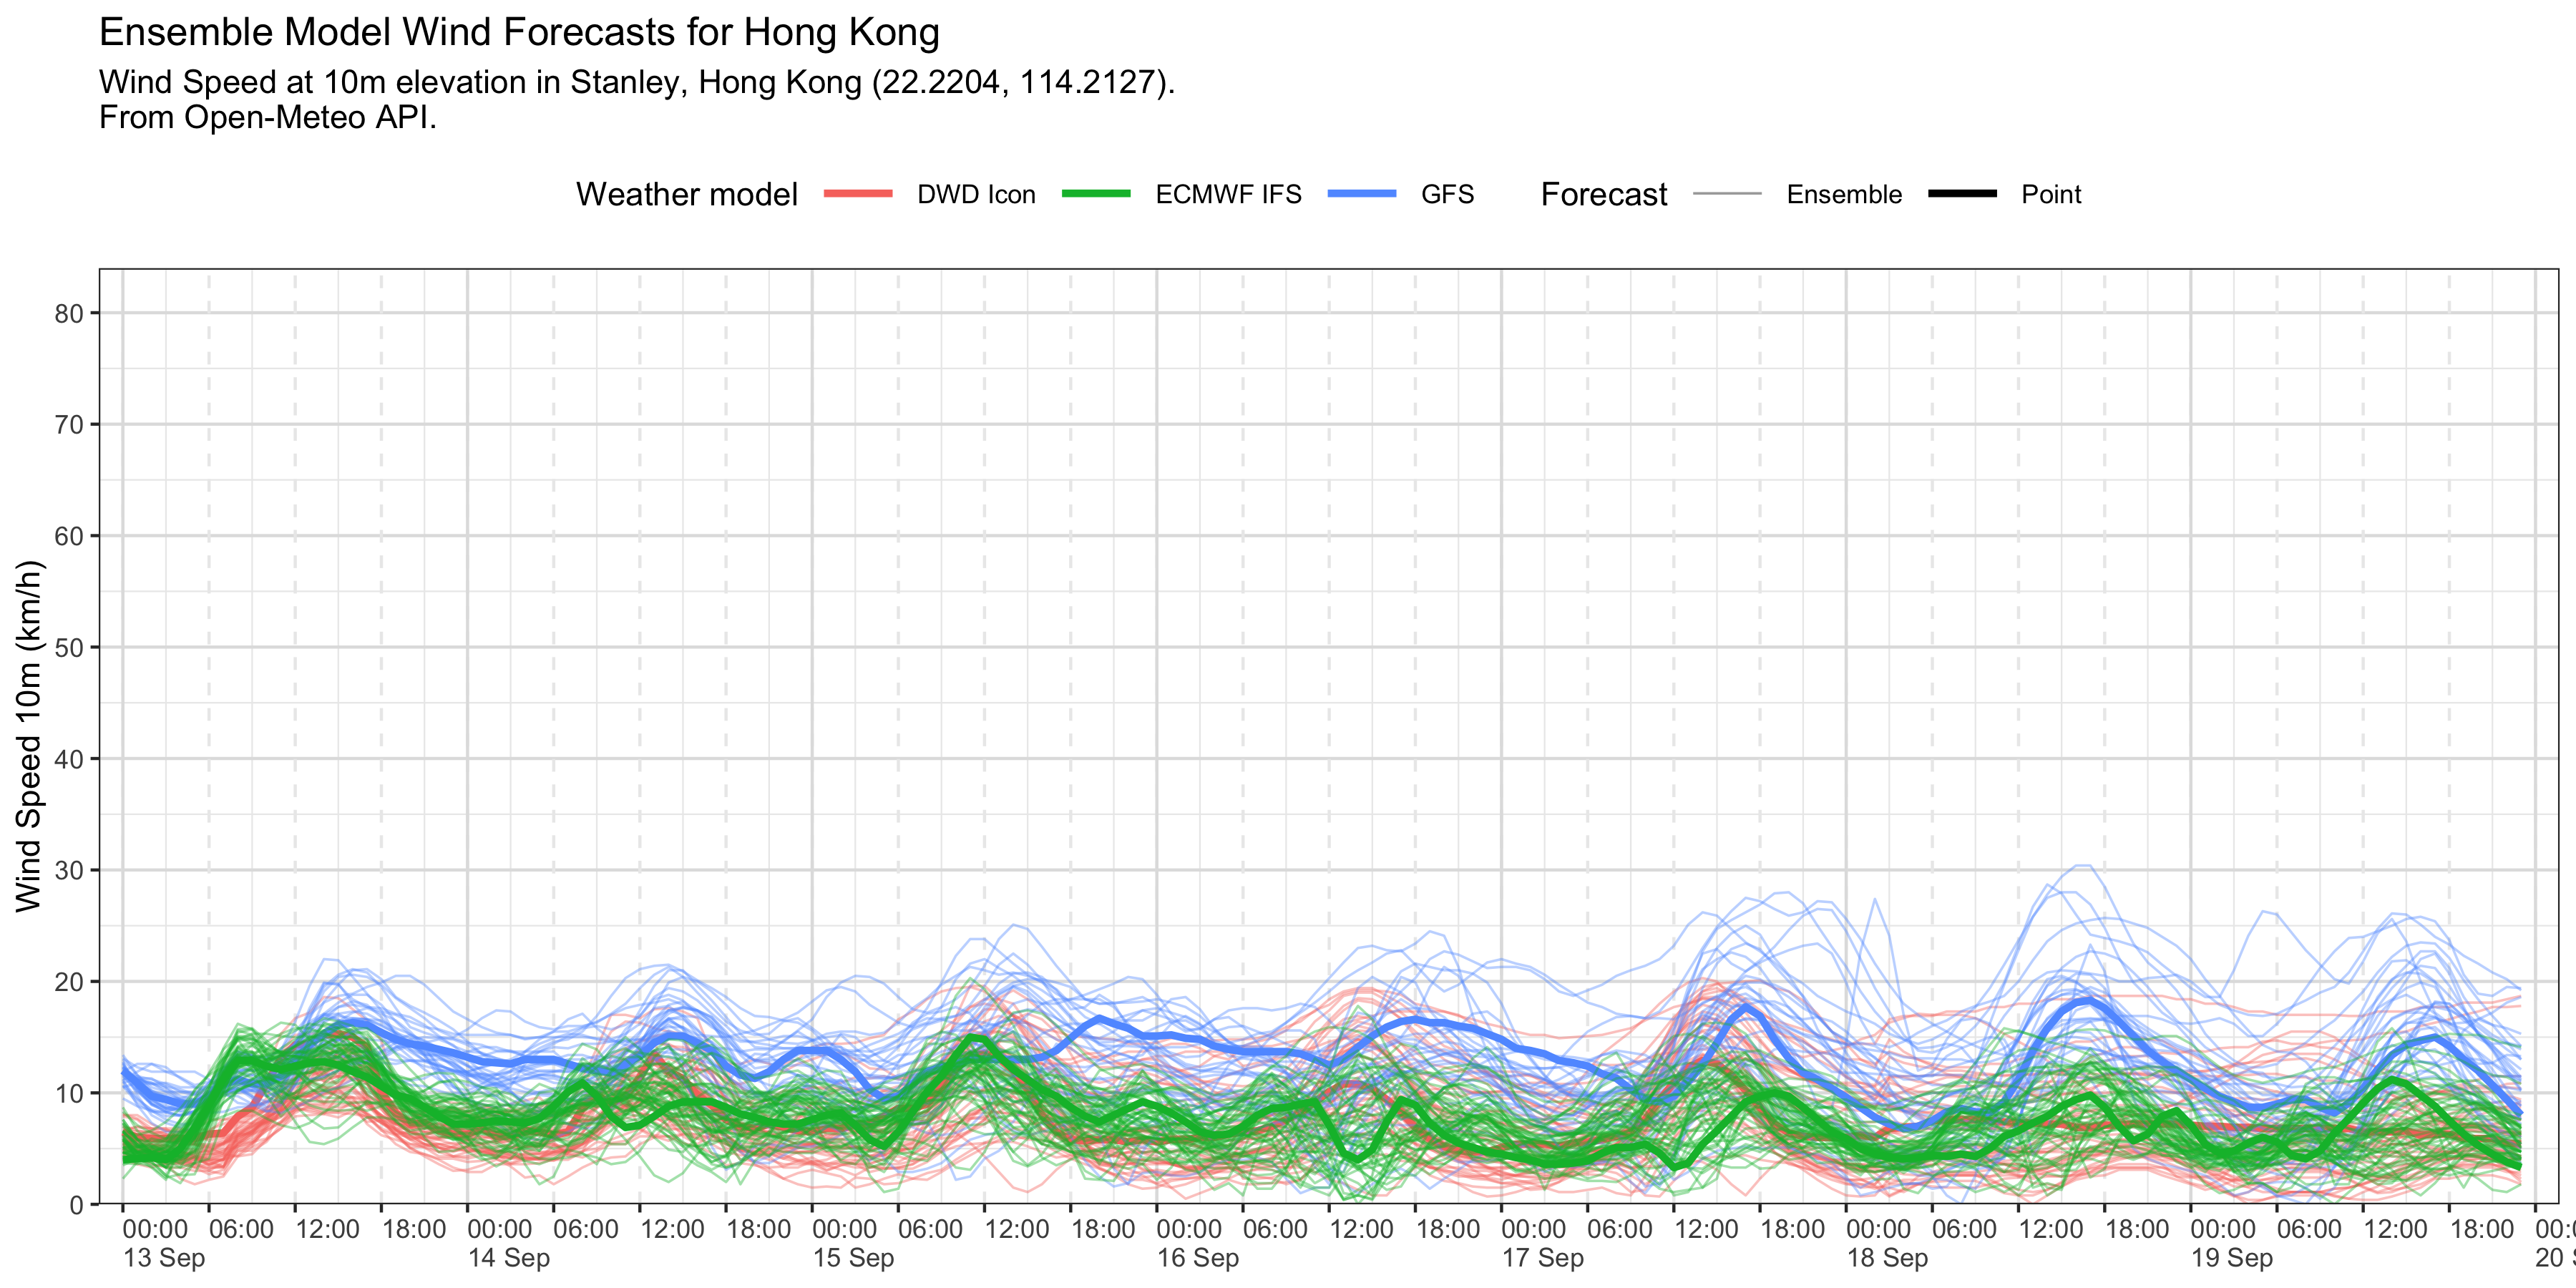 Ensemble Model Wind Forecasts for Hong Kong
Wind Speed at 10m elevation in Stanley, Hong Kong (22.2204, 114.2127).
From Open-Meteo API.
Weather model DWD Icon ECMWF IFS GFS Forecast Ensemble Point
Wind Speed 10m (km/h)
80
70
60
50
40
30
20
10
0
00:00 06:00 12:00 18:00 00:00 06:00 12:00 18:00 00:00 06:00 12:00 18:00 00:00 06:00 12:00 18:00 00:00 06:00 12:00 18:00 00:00 06:00 12:00 18:00 00:00 06:00 12:00 18:00
13 Sep 14 Sep 15 Sep 16 Sep 17 Sep 18 Sep 19 Sep 20